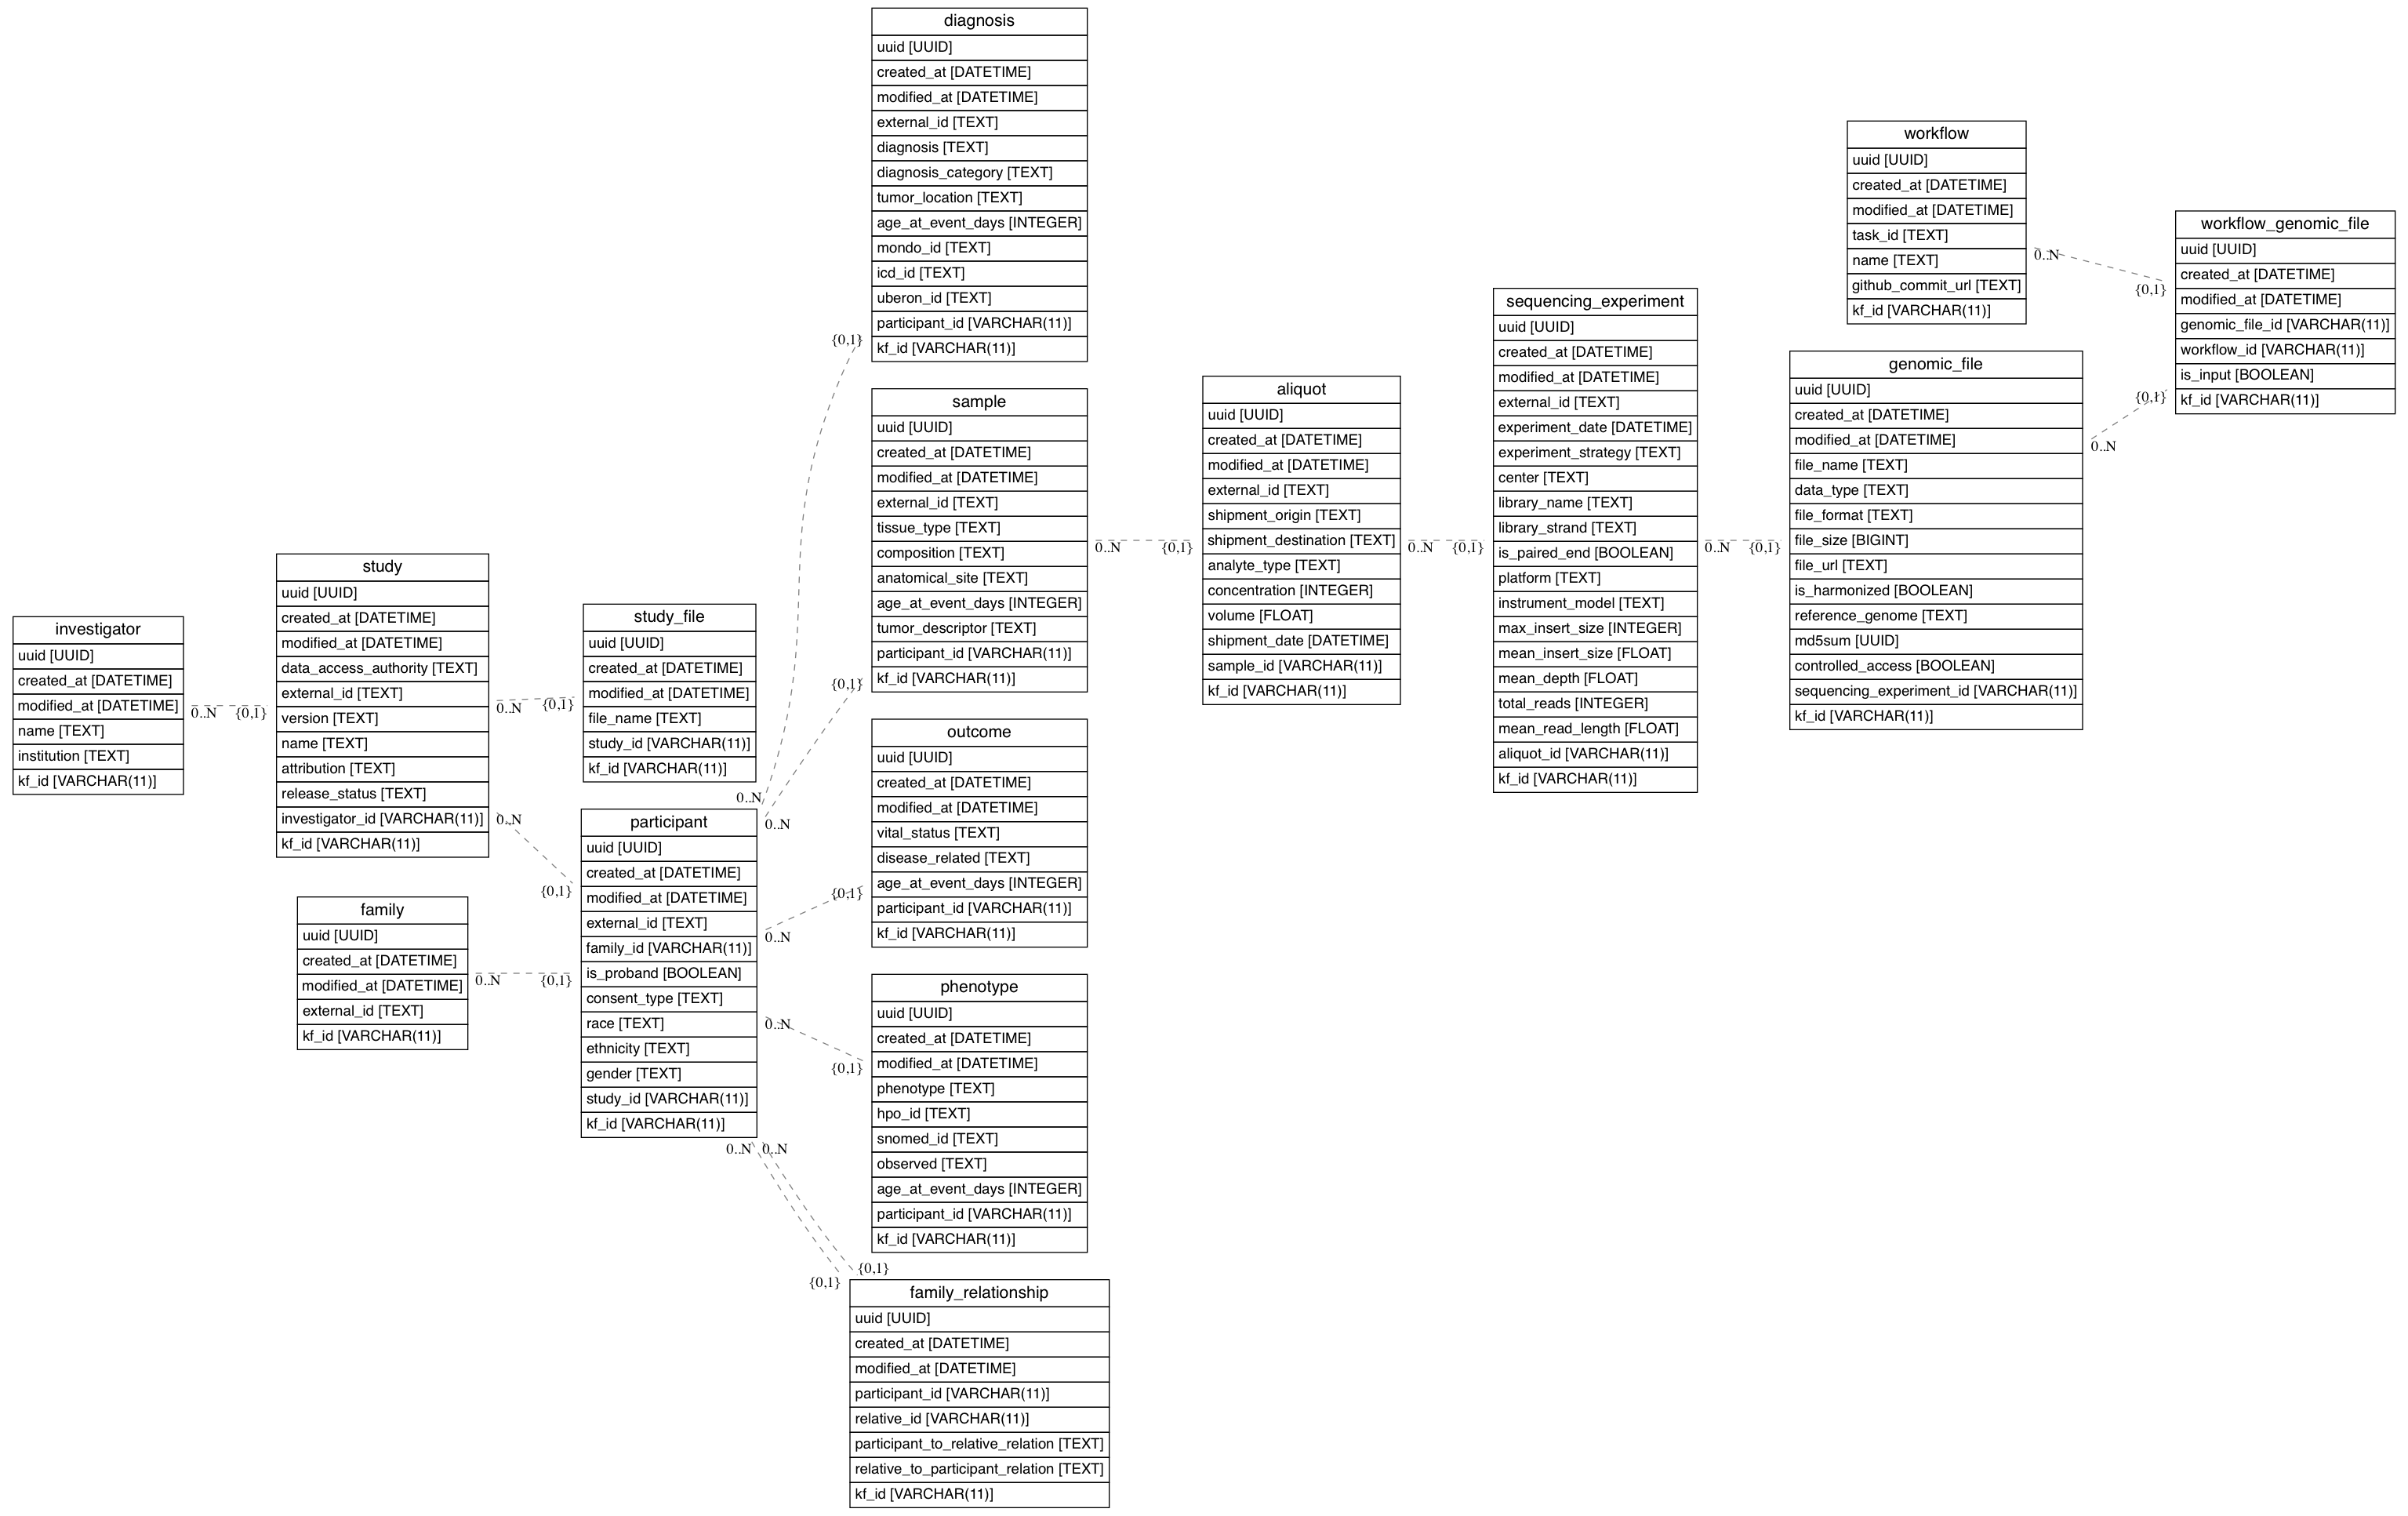 diagnosis
uuid [UUID]
created_at [DATETIME]
modified_at [DATETIME]
external_id [TEXT]
diagnosis [TEXT]
diagnosis_category [TEXT]
tumor_location [TEXT]
age_at_event_days [INTEGER]
mondo_id [TEXT]
icd_id [TEXT]
uberon_id [TEXT]
participant_id [VARCHAR(11)]
kf_id [VARCHAR(11)]
{0,1}
workflow
uuid [UUID]
created_at [DATETIME]
modified_at [DATETIME]
task_id [TEXT]
name [TEXT]
github_commit_url [TEXT]
kf_id [VARCHAR(11)]
0..N
{0,1}
workflow_genomic_file
uuid [UUID]
created_at [DATETIME]
modified_at [DATETIME]
genomic_file_id [VARCHAR(11)]
workflow_id [VARCHAR(11)]
is_input [BOOLEAN]
kf_id [VARCHAR(11)]
{0,1}
0..N
sample
uuid [UUID]
created_at [DATETIME]
modified_at [DATETIME]
external_id [TEXT]
tissue_type [TEXT]
composition [TEXT]
anatomical_site [TEXT]
age_at_event_days [INTEGER]
tumor_descriptor [TEXT]
participant_id [VARCHAR(11)]
kf_id [VARCHAR(11)]
{0,1}
0..N
{0,1}
aliquot
uuid [UUID]
created_at [DATETIME]
modified_at [DATETIME]
external_id [TEXT]
shipment_origin [TEXT]
shipment_destination [TEXT]
analyte_type [TEXT]
concentration [INTEGER]
volume [FLOAT]
shipment_date [DATETIME]
sample_id [VARCHAR(11)]
kf_id [VARCHAR(11)]
0..N
{0,1}
sequencing_experiment
uuid [UUID]
created_at [DATETIME]
modified_at [DATETIME]
external_id [TEXT]
experiment_date [DATETIME]
experiment_strategy [TEXT]
center [TEXT]
library_name [TEXT]
library_strand [TEXT]
is_paired_end [BOOLEAN]
platform [TEXT]
instrument_model [TEXT]
max_insert_size [INTEGER]
mean_insert_size [FLOAT]
mean_depth [FLOAT]
total_reads [INTEGER]
mean_read_length [FLOAT]
aliquot_id [VARCHAR(11)]
kf_id [VARCHAR(11)]
0..N
{0,1}
genomic_file
uuid [UUID]
created_at [DATETIME]
modified_at [DATETIME]
file_name [TEXT]
data_type [TEXT]
file_format [TEXT]
file_size [BIGINT]
file_url [TEXT]
is_harmonized [BOOLEAN]
reference_genome [TEXT]
md5sum [UUID]
controlled_access [BOOLEAN]
sequencing_experiment_id [VARCHAR(11)]
kf_id [VARCHAR(11)]
investigator
uuid [UUID]
created_at [DATETIME]
modified_at [DATETIME]
name [TEXT]
institution [TEXT]
kf_id [VARCHAR(11)]
0..N
{0,1}
study
uuid [UUID]
created_at [DATETIME]
modified_at [DATETIME]
data_access_authority [TEXT]
external_id [TEXT]
version [TEXT]
name [TEXT]
attribution [TEXT]
release_status [TEXT]
investigator_id [VARCHAR(11)]
kf_id [VARCHAR(11)]
0..N
{0,1}
0..N
{0,1}
study_file
uuid [UUID]
created_at [DATETIME]
modified_at [DATETIME]
file_name [TEXT]
study_id [VARCHAR(11)]
kf_id [VARCHAR(11)]
family
uuid [UUID]
created_at [DATETIME]
modified_at [DATETIME]
external_id [TEXT]
kf_id [VARCHAR(11)]
0..N
{0,1}
0..N
participant
uuid [UUID]
created_at [DATETIME]
modified_at [DATETIME]
external_id [TEXT]
family_id [VARCHAR(11)]
is_proband [BOOLEAN]
consent_type [TEXT]
race [TEXT]
ethnicity [TEXT]
gender [TEXT]
study_id [VARCHAR(11)]
kf_id [VARCHAR(11)]
0..N
0..N
{0,1}
0..N
{0,1}
outcome
uuid [UUID]
created_at [DATETIME]
modified_at [DATETIME]
vital_status [TEXT]
disease_related [TEXT]
age_at_event_days [INTEGER]
participant_id [VARCHAR(11)]
kf_id [VARCHAR(11)]
phenotype
uuid [UUID]
created_at [DATETIME]
modified_at [DATETIME]
phenotype [TEXT]
hpo_id [TEXT]
snomed_id [TEXT]
observed [TEXT]
age_at_event_days [INTEGER]
participant_id [VARCHAR(11)]
kf_id [VARCHAR(11)]
0..N
0..N
{0,1}
{0,1}
family_relationship
uuid [UUID]
created_at [DATETIME]
modified_at [DATETIME]
participant_id [VARCHAR(11)]
relative_id [VARCHAR(11)]
participant_to_relative_relation [TEXT]
relative_to_participant_relation [TEXT]
kf_id [VARCHAR(11)]